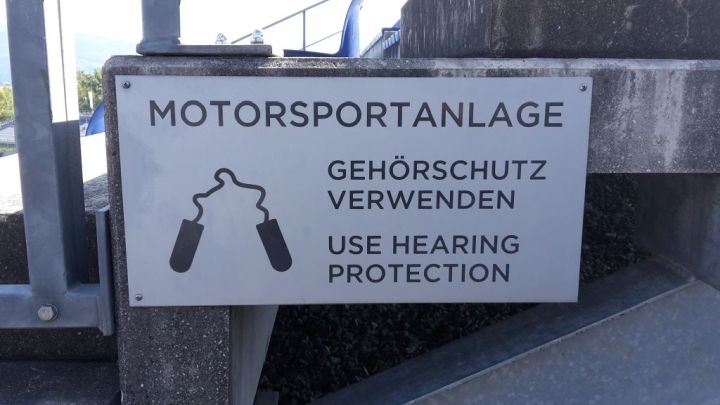 MOTORSPORTANLAGE
GEHÖRSCHUTZ
VERWENDEN
USE HEARING
PROTECTION